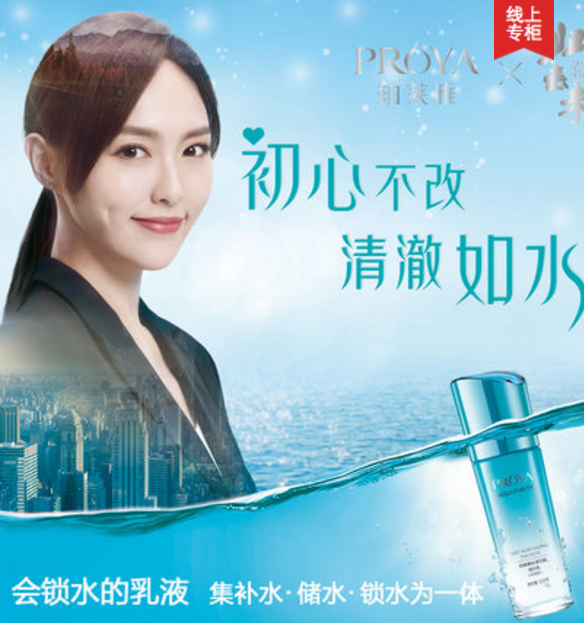 线上
专柜
PROYA ×
珀莱雅
初心不改
清澈如水
PROYA
会锁水的乳液 集补水·储水·锁水为一体